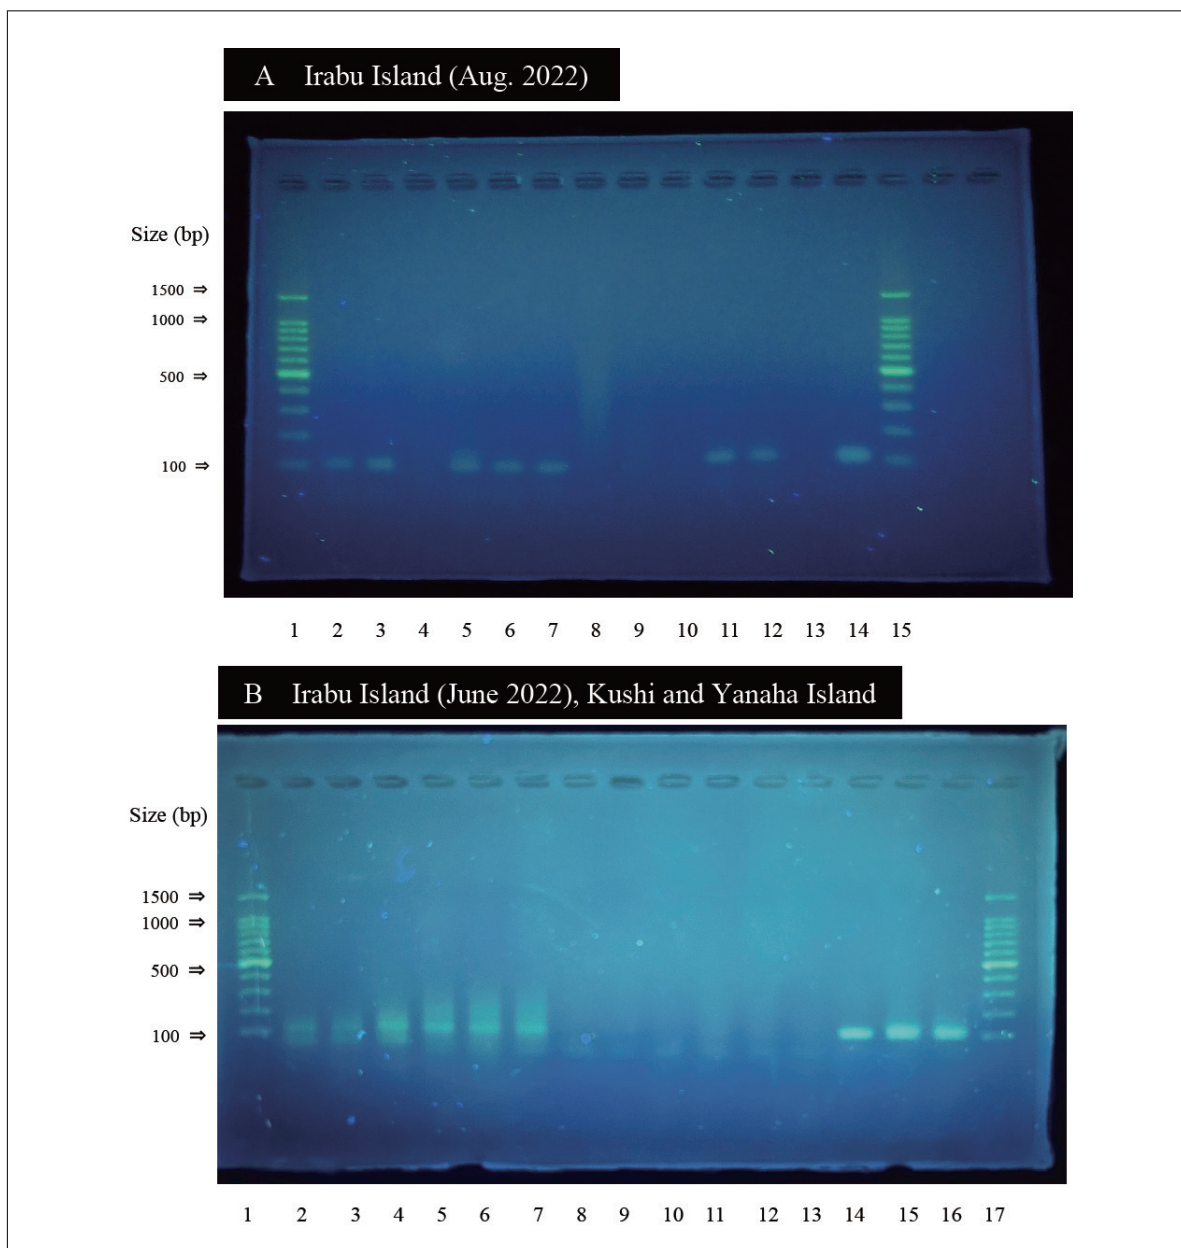 A Irabu Island (Aug. 2022)
Size (bp)
1500 ⇒
1000 ⇒
500 ⇒
100 ⇒
1 2 3 4 5 6 7 8 9 10 11 12 13 14 15
B Irabu Island (June 2022), Kushi and Yanaha Island
Size (bp)
1500 ⇒
1000 ⇒
500 ⇒
100 ⇒
1 2 3 4 5 6 7 8 9 10 11 12 13 14 15 16 17